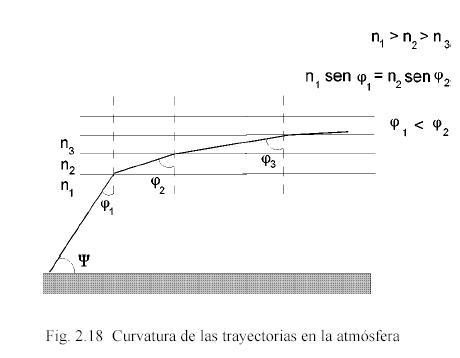 n₁ > n₂ > n₃
n₁ sen φ₁ = n₂ sen φ₂
φ₁ < φ₂
n₃
n₂
n₁
φ₃
φ₂
φ₁
Ψ
Fig. 2.18 Curvatura de las trayectorias en la atmósfera